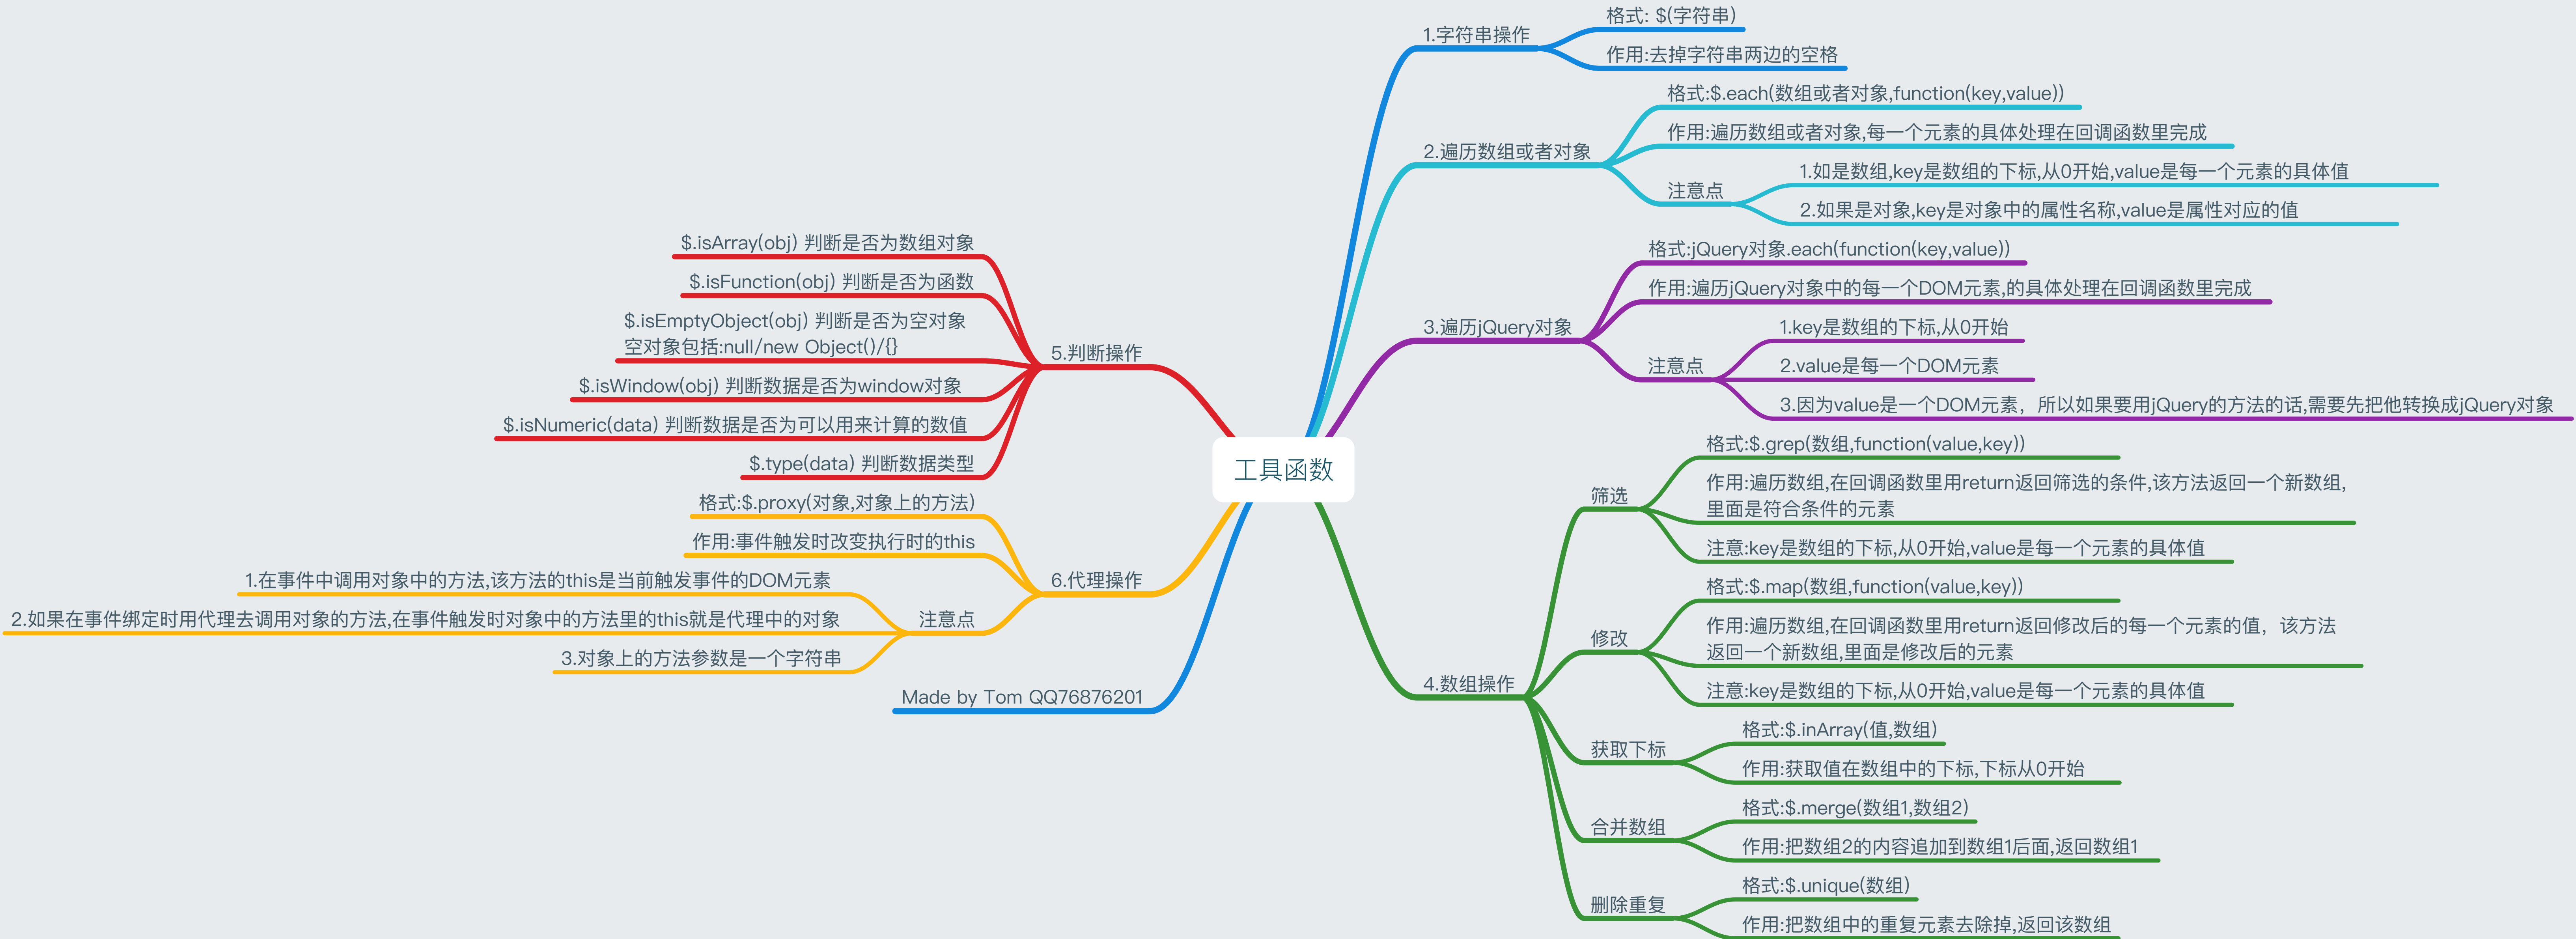 工具函数
1.字符串操作
格式: $(字符串)
作用:去掉字符串两边的空格
2.遍历数组或者对象
格式:$.each(数组或者对象,function(key,value))
作用:遍历数组或者对象,每一个元素的具体处理在回调函数里完成
注意点
1.如是数组,key是数组的下标,从0开始,value是每一个元素的具体值
2.如果是对象,key是对象中的属性名称,value是属性对应的值
3.遍历jQuery对象
格式:jQuery对象.each(function(key,value))
作用:遍历jQuery对象中的每一个DOM元素,的具体处理在回调函数里完成
注意点
1.key是数组的下标,从0开始
2.value是每一个DOM元素
3.因为value是一个DOM元素，所以如果要用jQuery的方法的话,需要先把他转换成jQuery对象
4.数组操作
筛选
格式:$.grep(数组,function(value,key))
作用:遍历数组,在回调函数里用return返回筛选的条件,该方法返回一个新数组,
里面是符合条件的元素
注意:key是数组的下标,从0开始,value是每一个元素的具体值
修改
格式:$.map(数组,function(value,key))
作用:遍历数组,在回调函数里用return返回修改后的每一个元素的值，该方法
返回一个新数组,里面是修改后的元素
注意:key是数组的下标,从0开始,value是每一个元素的具体值
获取下标
格式:$.inArray(值,数组)
作用:获取值在数组中的下标,下标从0开始
合并数组
格式:$.merge(数组1,数组2)
作用:把数组2的内容追加到数组1后面,返回数组1
删除重复
格式:$.unique(数组)
作用:把数组中的重复元素去除掉,返回该数组
5.判断操作
$.isArray(obj) 判断是否为数组对象
$.isFunction(obj) 判断是否为函数
$.isEmptyObject(obj) 判断是否为空对象
空对象包括:null/new Object()/{}
$.isWindow(obj) 判断数据是否为window对象
$.isNumeric(data) 判断数据是否为可以用来计算的数值
$.type(data) 判断数据类型
6.代理操作
格式:$.proxy(对象,对象上的方法)
作用:事件触发时改变执行时的this
注意点
1.在事件中调用对象中的方法,该方法的this是当前触发事件的DOM元素
2.如果在事件绑定时用代理去调用对象的方法,在事件触发时对象中的方法里的this就是代理中的对象
3.对象上的方法参数是一个字符串
Made by Tom QQ76876201